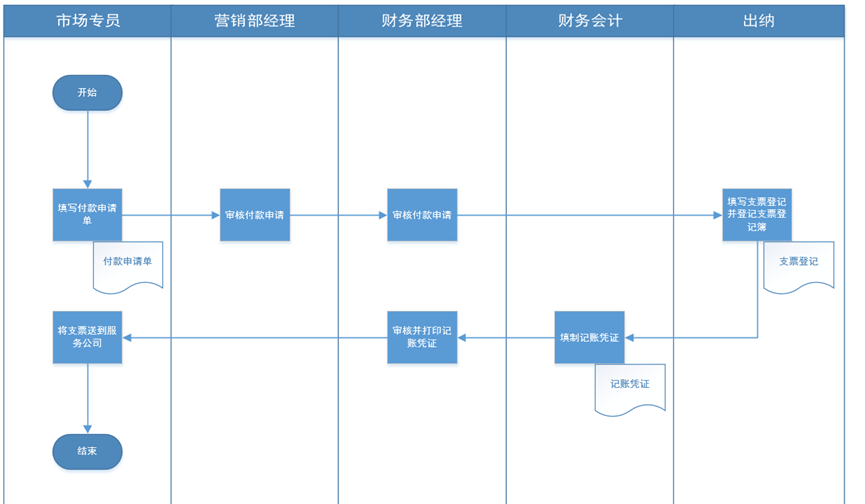 市场专员
营销部经理
财务部经理
财务会计
出纳
开始
填写付款申请
单
审核付款申请
审核付款申请
填写支票登记
并登记支票登
记簿
付款申请单
支票登记
将支票送到服
务公司
审核并打印记
账凭证
填制记账凭证
记账凭证
结束